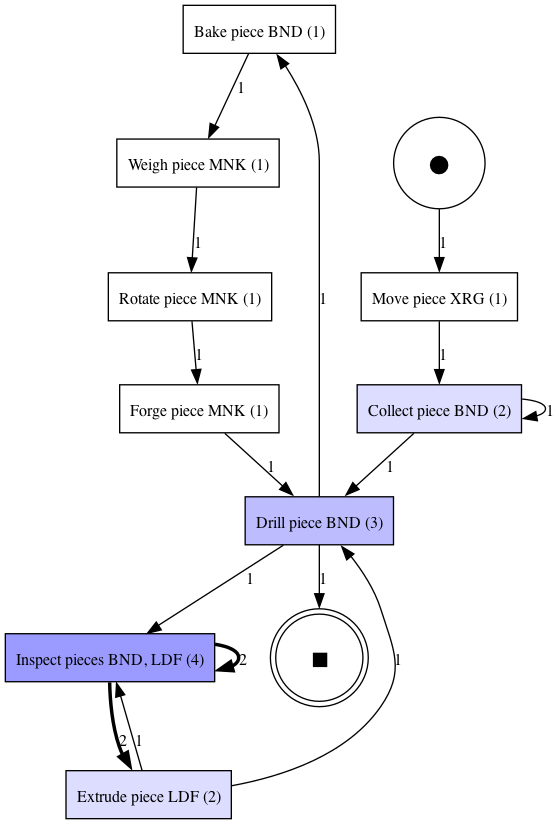 Bake piece BND (1)
1
Weigh piece MNK (1)
1
1
Rotate piece MNK (1)
1
Move piece XRG (1)
1
1
Forge piece MNK (1)
Collect piece BND (2)
1
1
1
Drill piece BND (3)
1
1
Inspect pieces BND, LDF (4)
2
1
2
1
Extrude piece LDF (2)